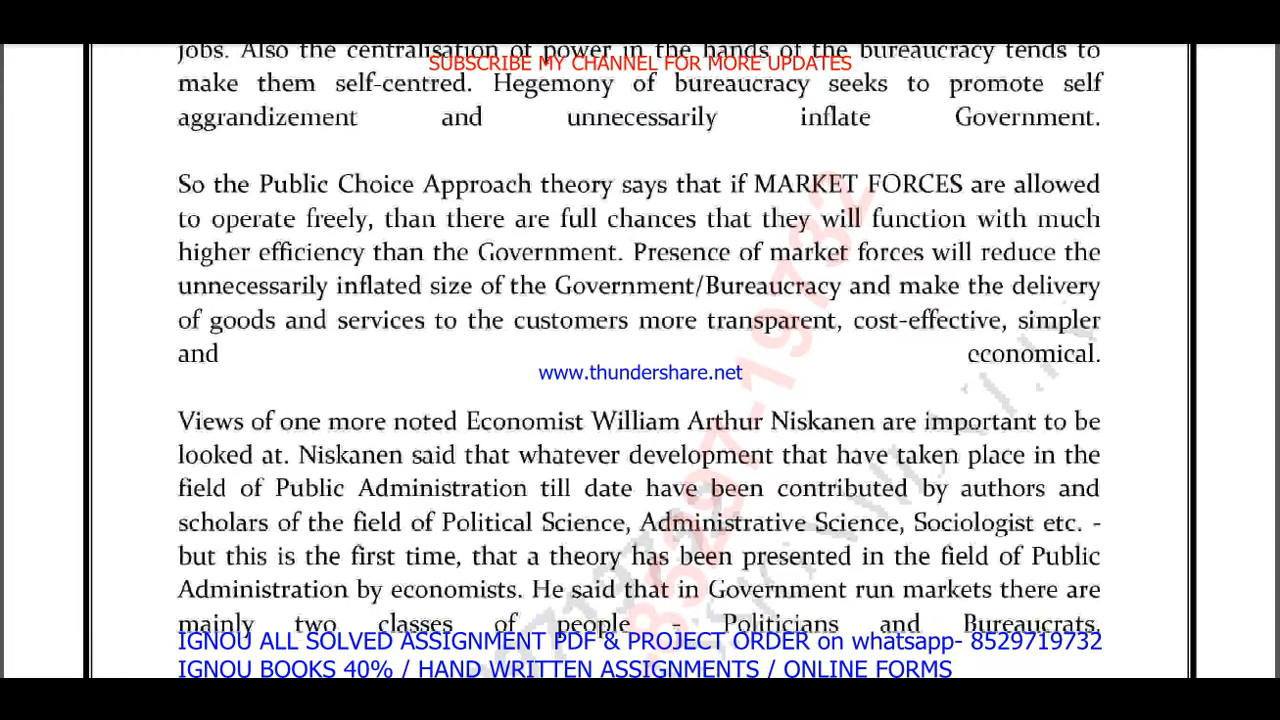 jobs. Also the centralisation of power in the hands of the bureaucracy tends to
SUBSCRIBE MY CHANNEL FOR MORE UPDATES
make them self-centred. Hegemony of bureaucracy seeks to promote self
aggrandizement and unnecessarily inflate Government.
So the Public Choice Approach theory says that if MARKET FORCES are allowed
to operate freely, than there are full chances that they will function with much
higher efficiency than the Government. Presence of market forces will reduce the
unnecessarily inflated size of the Government/Bureaucracy and make the delivery
of goods and services to the customers more transparent, cost-effective, simpler
and economical.
www.thundershare.net
Views of one more noted Economist William Arthur Niskanen are important to be
looked at. Niskanen said that whatever development that have taken place in the
field of Public Administration till date have been contributed by authors and
scholars of the field of Political Science, Administrative Science, Sociologist etc. -
but this is the first time, that a theory has been presented in the field of Public
Administration by economists. He said that in Government run markets there are
mainly two classes of people - Politicians and Bureaucrats.
IGNOU ALL SOLVED ASSIGNMENT PDF & PROJECT ORDER on whatsapp- 8529719732
IGNOU BOOKS 40% / HAND WRITTEN ASSIGNMENTS / ONLINE FORMS